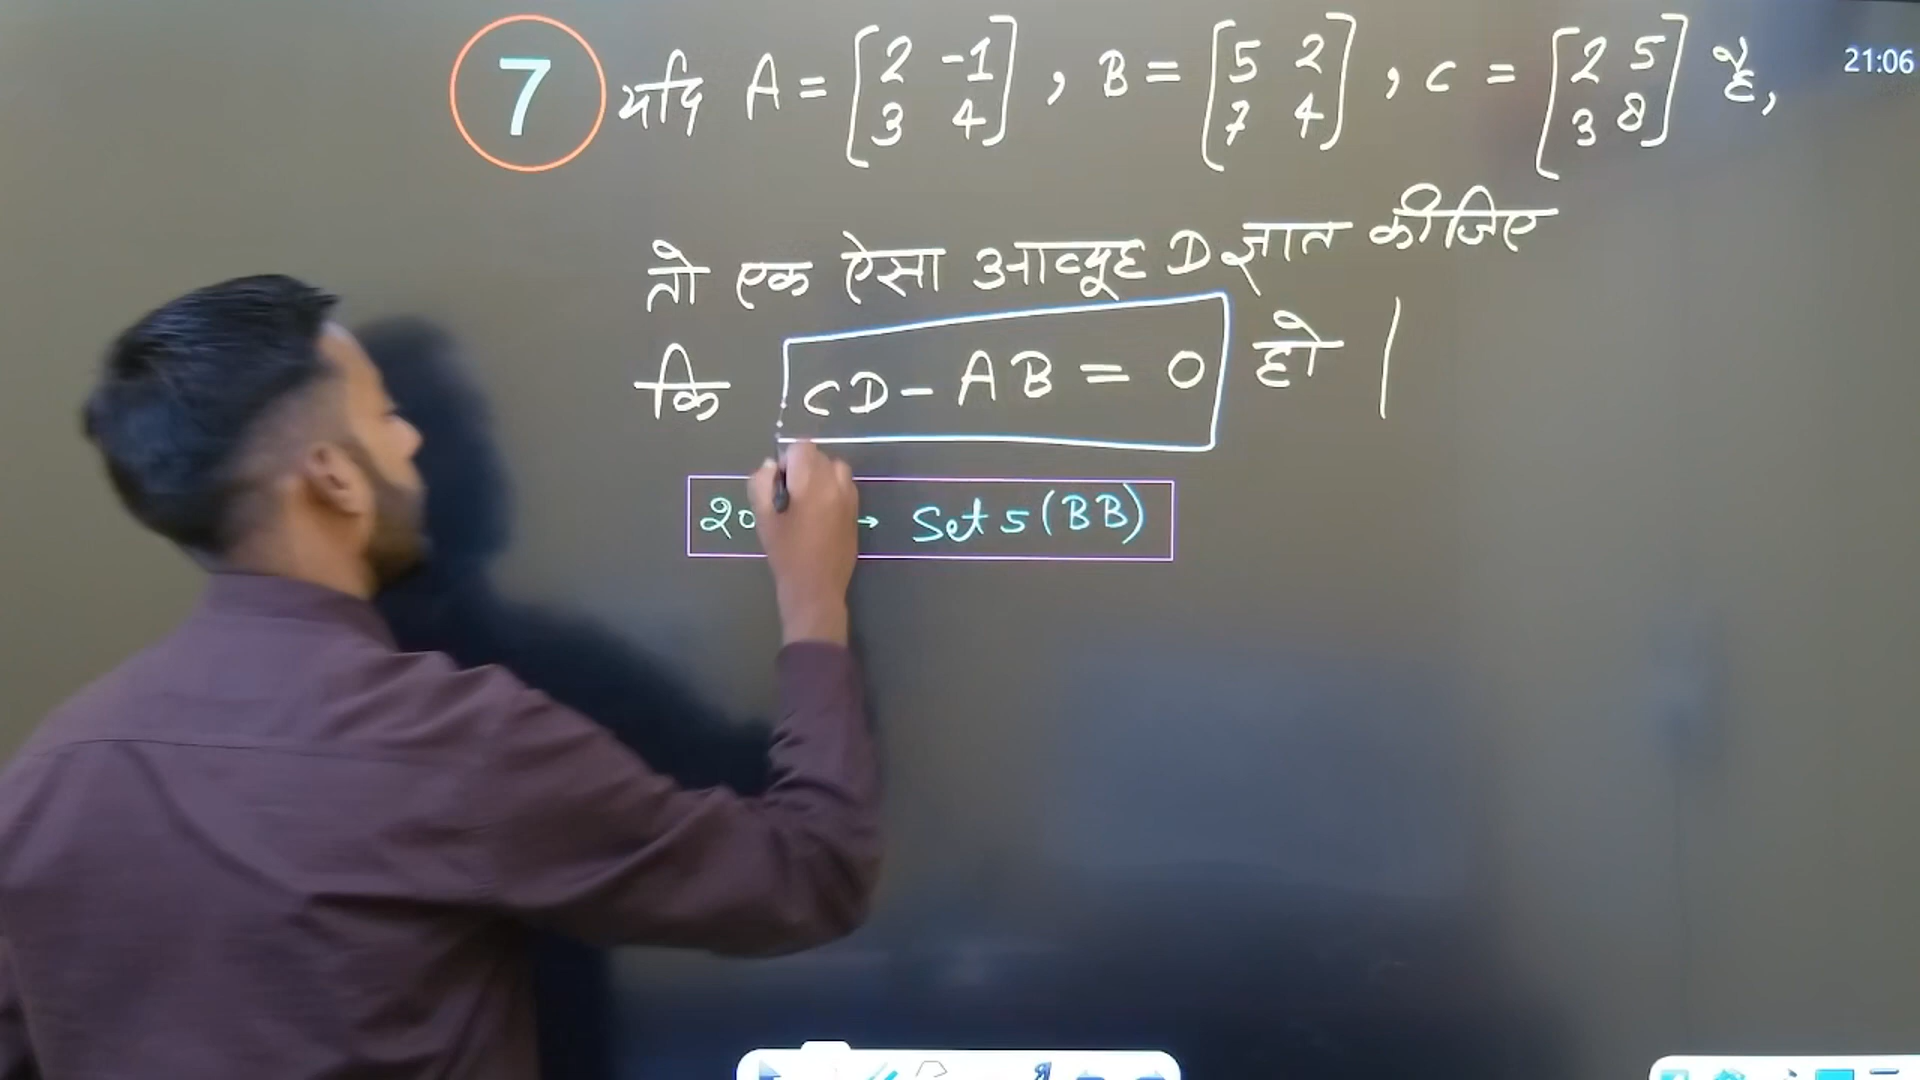 7 यदि A = [2 -1 3 4], B = [5 2 7 4], C = [2 5 3 8] है,
21:06
तो एक ऐसा आव्यूह D ज्ञात कीजिए
कि CD - AB = 0 हो |
20 → Set 5 (BB)